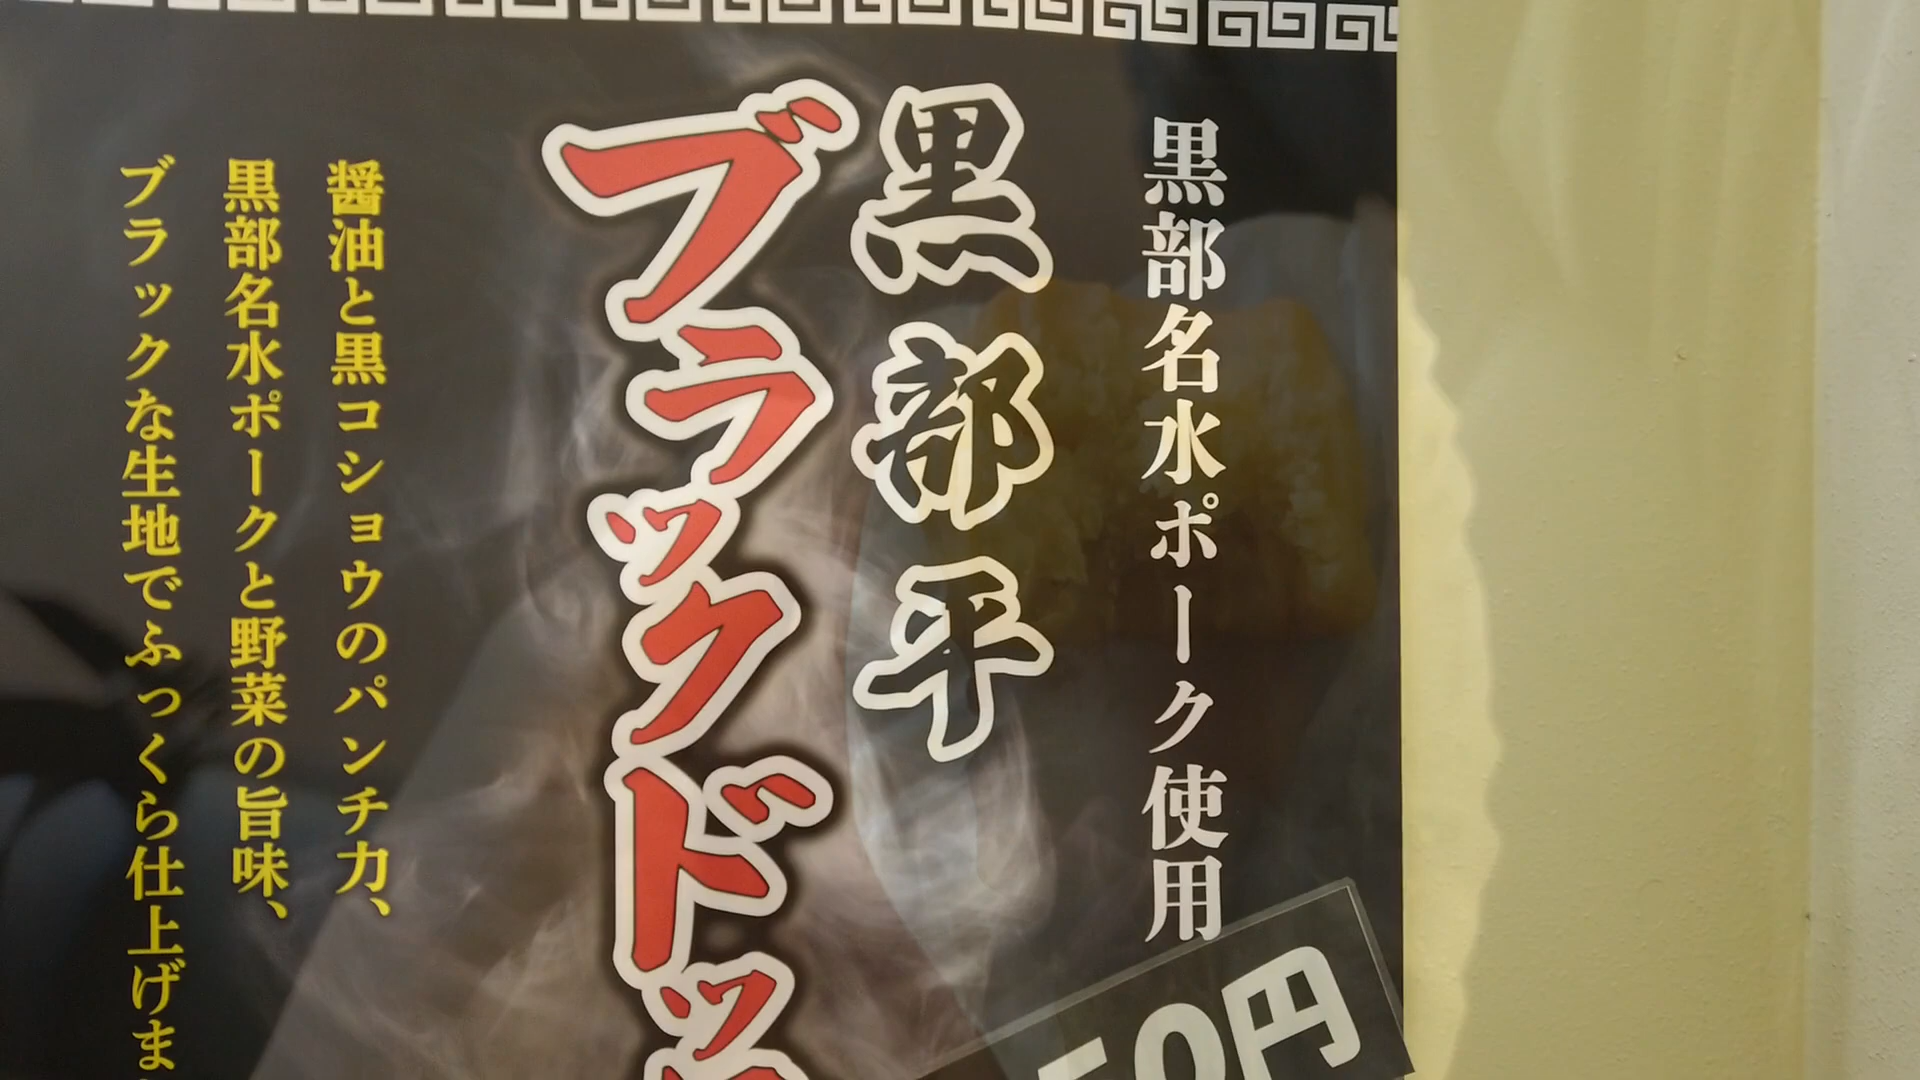 黒部名水ポーク使用
黒部平
ブラックドッ
醤油と黒コショウのパンチ力、
黒部名水ポークと野菜の旨味、
ブラックな生地でふっくら仕上げま
50円